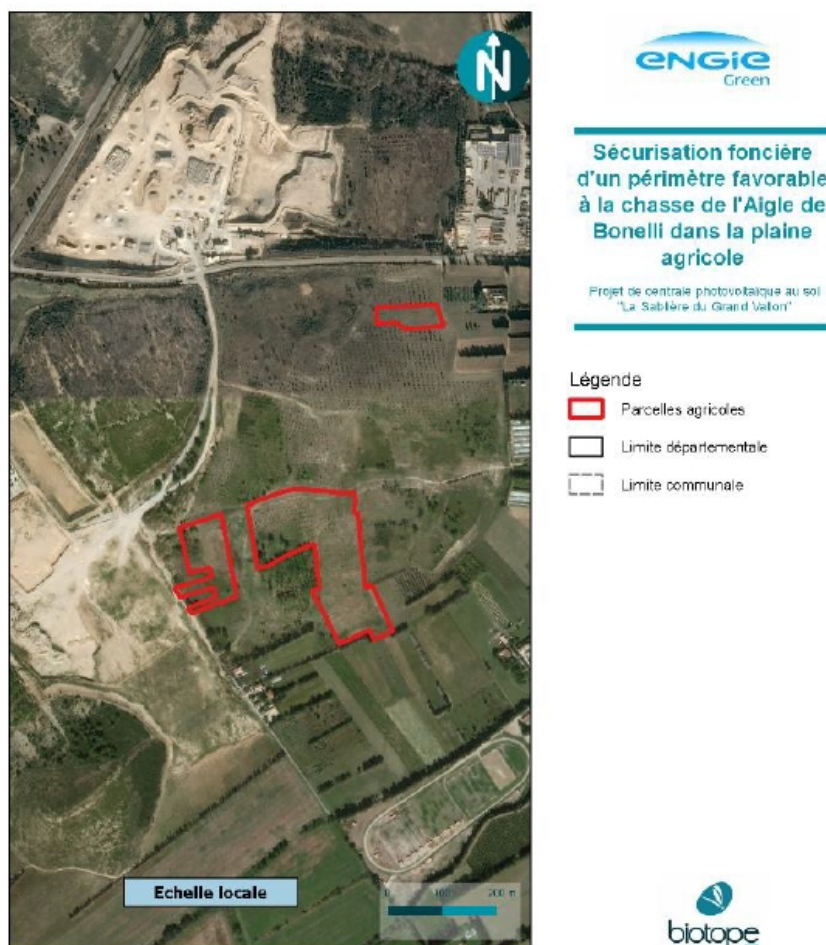 N
ENGiE
Green
Sécurisation foncière
d'un périmètre favorable
à la chasse de l'Aigle de
Bonelli dans la plaine
agricole
Projet de centrale photovoltaïque au sol
"La Sablière du Grand Vallon"
Légende
Parcelles agricoles
Limite départementale
Limite communale
Echelle locale
0 100 200 m
biotope